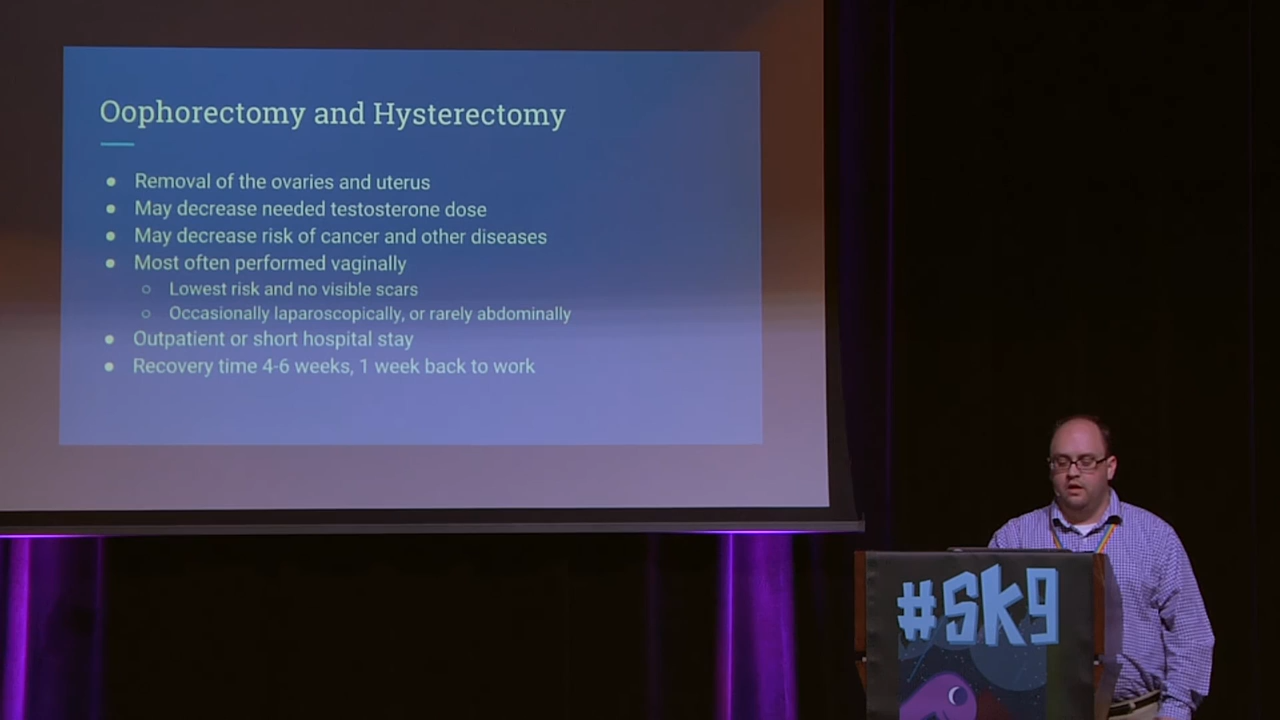 Oophorectomy and Hysterectomy
● Removal of the ovaries and uterus
● May decrease needed testosterone dose
● May decrease risk of cancer and other diseases
● Most often performed vaginally
○ Lowest risk and no visible scars
○ Occasionally laparoscopically, or rarely abdominally
● Outpatient or short hospital stay
● Recovery time 4-6 weeks, 1 week back to work
#sk9